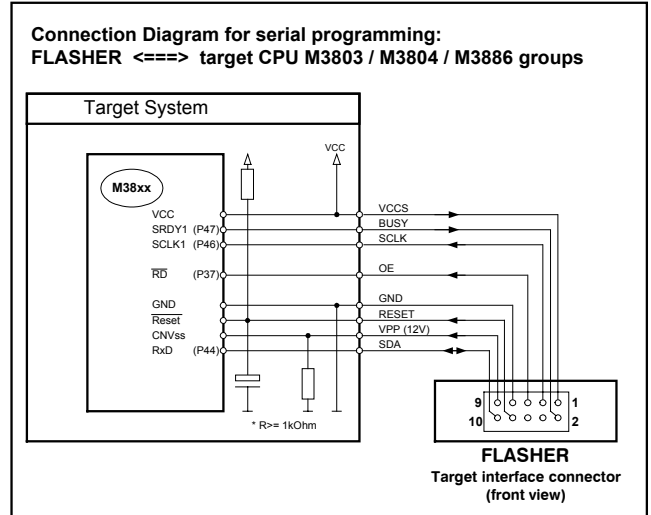 Connection Diagram for serial programming:
FLASHER <===> target CPU M3803 / M3804 / M3886 groups
Target System
VCC
M38xx
VCC
SRDY1 (P47)
SCLK1 (P46)
RD (P37)
GND
Reset
CNVss
RxD (P44)
VCCS
BUSY
SCLK
OE
GND
RESET
VPP (12V)
SDA
* R>= 1kOhm
9 1
10 2
FLASHER
Target interface connector
(front view)